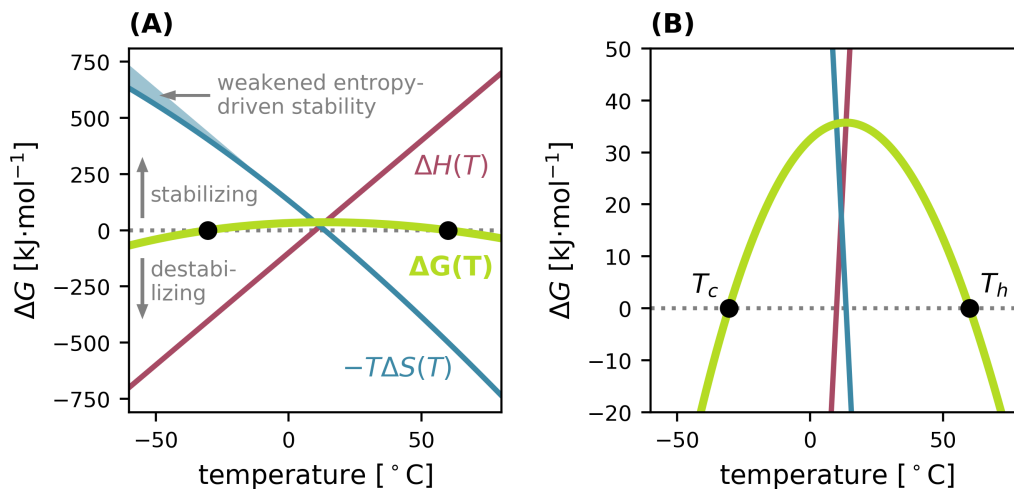 (A)
750
500
250
0
−250
−500
−750
ΔG [kJ·mol⁻¹]
weakened entropy-
driven stability
stabilizing
destabi-
lizing
ΔH(T)
ΔG(T)
−TΔS(T)
−50
0
50
temperature [°C]
(B)
50
40
30
20
10
0
−10
−20
ΔG [kJ·mol⁻¹]
T_c
T_h
−50
0
50
temperature [°C]